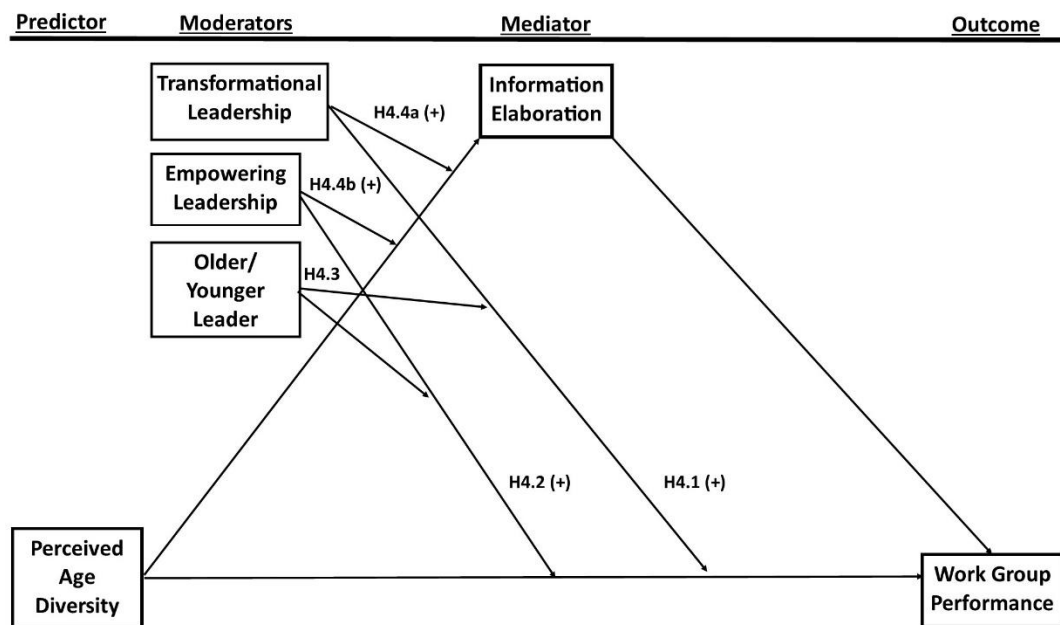 Predictor
Moderators
Mediator
Outcome
Transformational
Leadership
Information
Elaboration
H4.4a (+)
Empowering
Leadership
H4.4b (+)
Older/
Younger
Leader
H4.3
H4.2 (+)
H4.1 (+)
Perceived
Age
Diversity
Work Group
Performance